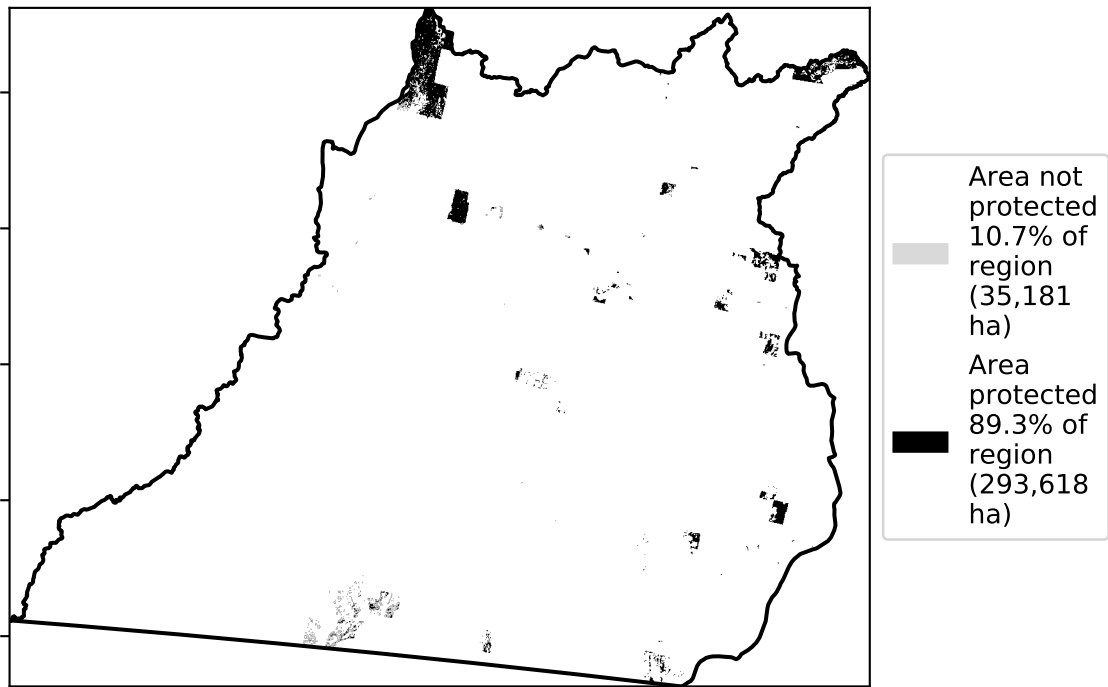 Area not
protected
10.7% of
region
(35,181
ha)
Area
protected
89.3% of
region
(293,618
ha)